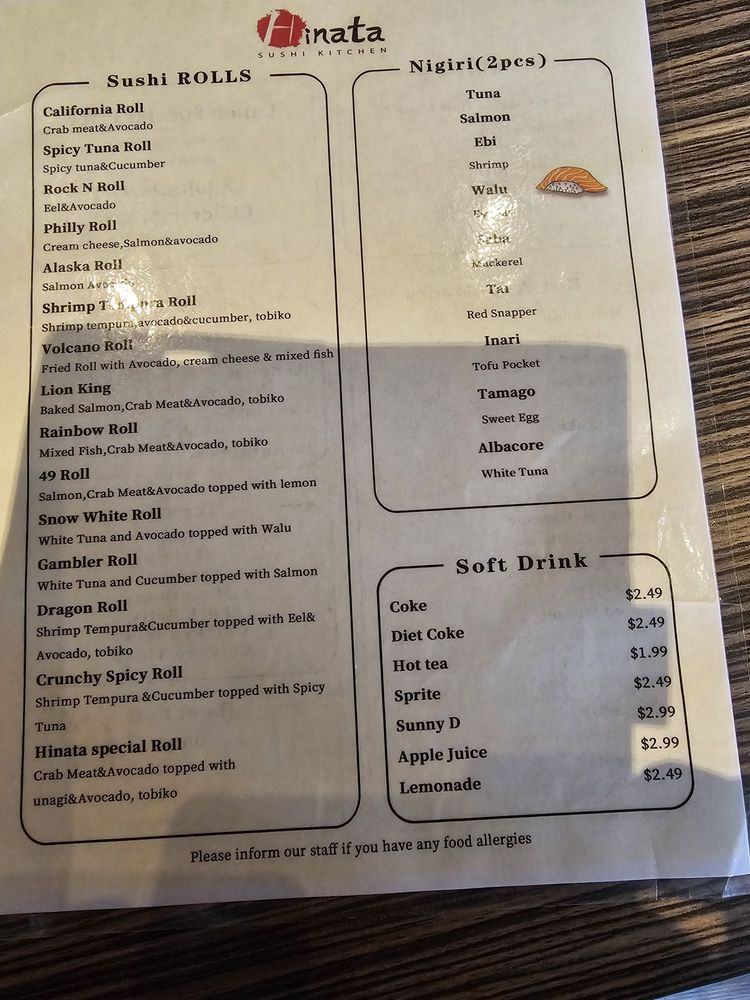 Hinata
SUSHI KITCHEN
Sushi ROLLS
California Roll
Crab meat&Avocado
Spicy Tuna Roll
Spicy tuna&Cucumber
Rock N Roll
Eel&Avocado
Philly Roll
Cream cheese,Salmon&avocado
Alaska Roll
Salmon Avocado
Shrimp Tempura Roll
Shrimp tempura,avocado&cucumber, tobiko
Volcano Roll
Fried Roll with Avocado, cream cheese & mixed fish
Lion King
Baked Salmon,Crab Meat&Avocado, tobiko
Rainbow Roll
Mixed Fish,Crab Meat&Avocado, tobiko
49 Roll
Salmon,Crab Meat&Avocado topped with lemon
Snow White Roll
White Tuna and Avocado topped with Walu
Gambler Roll
White Tuna and Cucumber topped with Salmon
Dragon Roll
Shrimp Tempura&Cucumber topped with Eel&
Avocado, tobiko
Crunchy Spicy Roll
Shrimp Tempura &Cucumber topped with Spicy
Tuna
Hinata special Roll
Crab Meat&Avocado topped with
unagi&Avocado, tobiko
Nigiri(2pcs)
Tuna
Salmon
Ebi
Shrimp
Walu
Mackerel
Tai
Red Snapper
Inari
Tofu Pocket
Tamago
Sweet Egg
Albacore
White Tuna
Soft Drink
Coke $2.49
Diet Coke $2.49
Hot tea $1.99
Sprite $2.49
Sunny D $2.99
Apple Juice $2.99
Lemonade $2.49
Please inform our staff if you have any food allergies